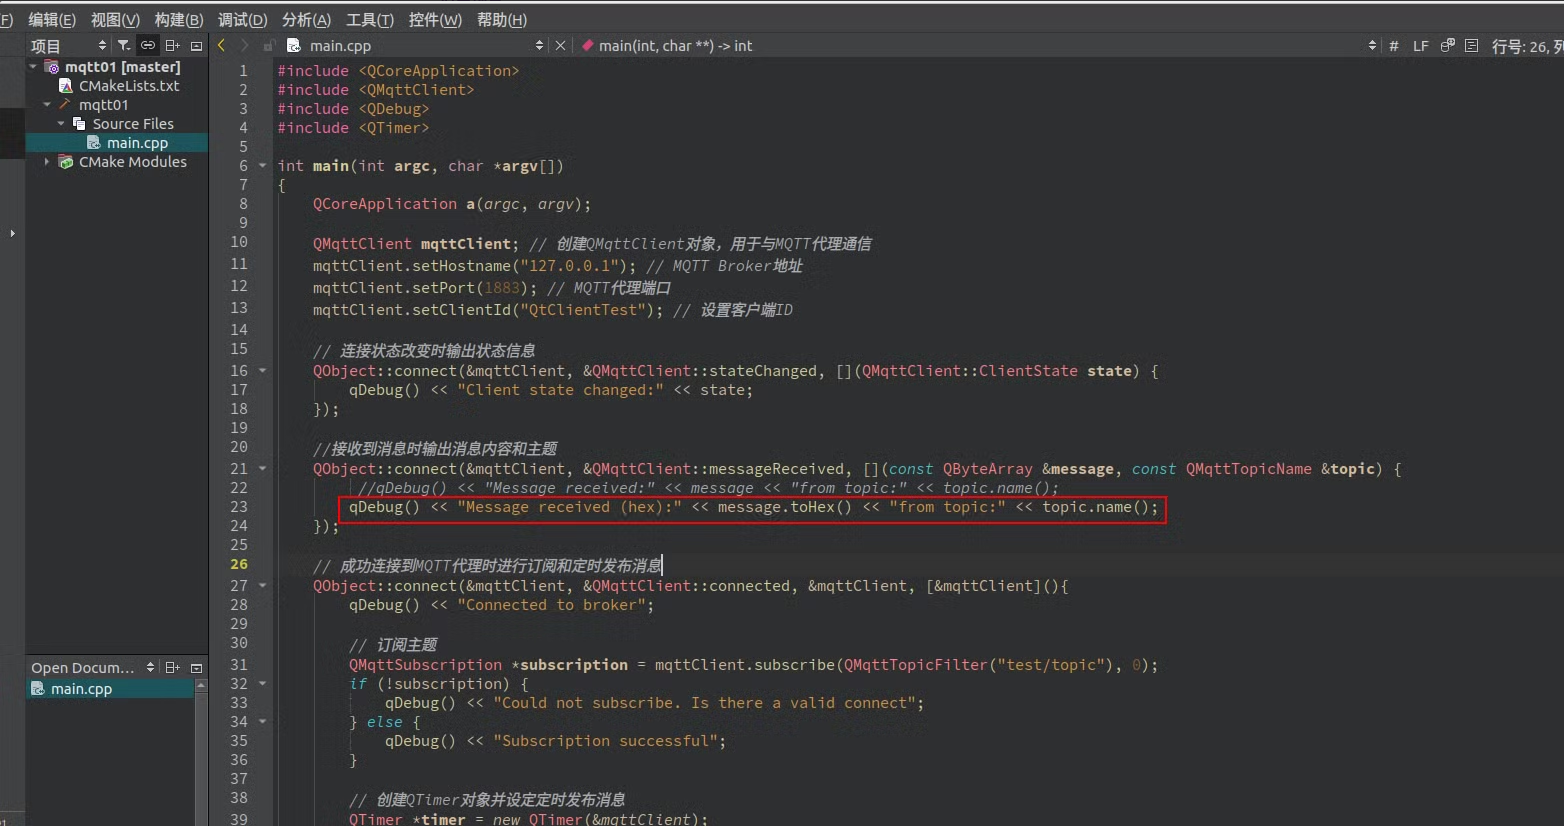 F) 编辑(E) 视图(V) 构建(B) 调试(D) 分析(A) 工具(T) 控件(W) 帮助(H)
项目
main.cpp
main(int, char **) -> int
# LF 行号: 26, 列
mqtt01 [master]
CMakeLists.txt
mqtt01
Source Files
main.cpp
CMake Modules
Open Docum...
main.cpp
1 #include <QCoreApplication>
2 #include <QMqttClient>
3 #include <QDebug>
4 #include <QTimer>
5
6 int main(int argc, char *argv[])
7 {
8 QCoreApplication a(argc, argv);
9
10 QMqttClient mqttClient; // 创建QMqttClient对象，用于与MQTT代理通信
11 mqttClient.setHostname("127.0.0.1"); // MQTT Broker地址
12 mqttClient.setPort(1883); // MQTT代理端口
13 mqttClient.setClientId("QtClientTest"); // 设置客户端ID
14
15 // 连接状态改变时输出状态信息
16 QObject::connect(&mqttClient, &QMqttClient::stateChanged, [](QMqttClient::ClientState state) {
17 qDebug() << "Client state changed:" << state;
18 });
19
20 //接收到消息时输出消息内容和主题
21 QObject::connect(&mqttClient, &QMqttClient::messageReceived, [](const QByteArray &message, const QMqttTopicName &topic) {
22 //qDebug() << "Message received:" << message << "from topic:" << topic.name();
23 qDebug() << "Message received (hex):" << message.toHex() << "from topic:" << topic.name();
24 });
25
26 // 成功连接到MQTT代理时进行订阅和定时发布消息
27 QObject::connect(&mqttClient, &QMqttClient::connected, &mqttClient, [&mqttClient](){
28 qDebug() << "Connected to broker";
29
30 // 订阅主题
31 QMqttSubscription *subscription = mqttClient.subscribe(QMqttTopicFilter("test/topic"), 0);
32 if (!subscription) {
33 qDebug() << "Could not subscribe. Is there a valid connect";
34 } else {
35 qDebug() << "Subscription successful";
36 }
37
38 // 创建QTimer对象并设定定时发布消息
39 QTimer *timer = new QTimer(&mqttClient);